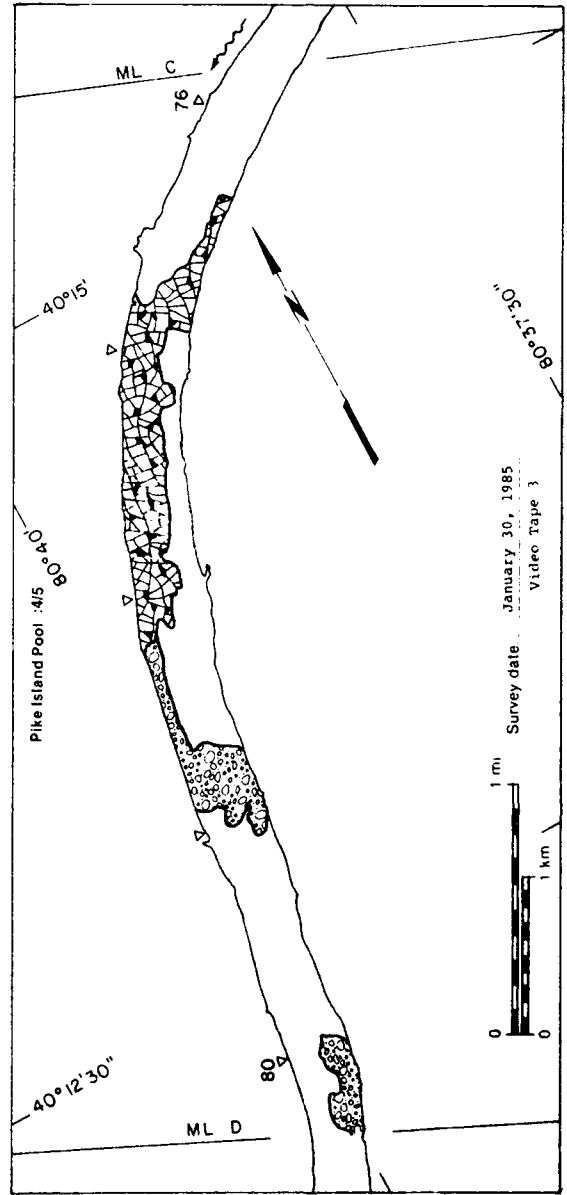 Pike Island Pool :4/5
ML C
76
40°15'
80°40'
80°37'30"
80
40°12'30"
ML D
Survey date January 30, 1985
Video Tape 3
0 1 mi
0 1 km